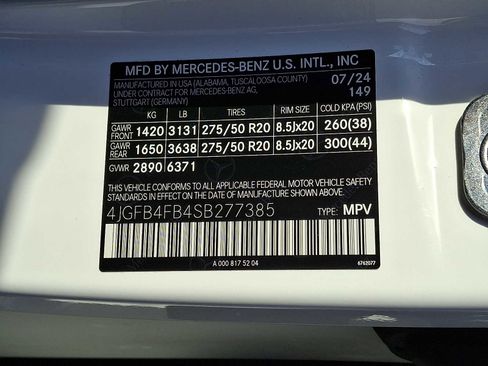 MFD BY MERCEDES-BENZ U.S. INTL., INC
MANUFACTURED IN USA (ALABAMA, TUSCALOOSA COUNTY) 07/24
UNDER CONTRACT FOR MERCEDES-BENZ AG, 149
STUTTGART (GERMANY)
KG LB TIRES RIM SIZE COLD KPA(PSI)
GAWR FRONT 1420 3131 275/50 R20 8.5Jx20 260(38)
GAWR REAR 1650 3638 275/50 R20 8.5Jx20 300(44)
GVWR 2890 6371
THIS VEHICLE CONFORMS TO ALL APPLICABLE FEDERAL MOTOR VEHICLE SAFETY
STANDARDS IN EFFECT ON THE DATE OF MANUFACTURE SHOWN ABOVE.
4JGFB4FB4SB277385 TYPE: MPV
A 000 817 52 04 6762077